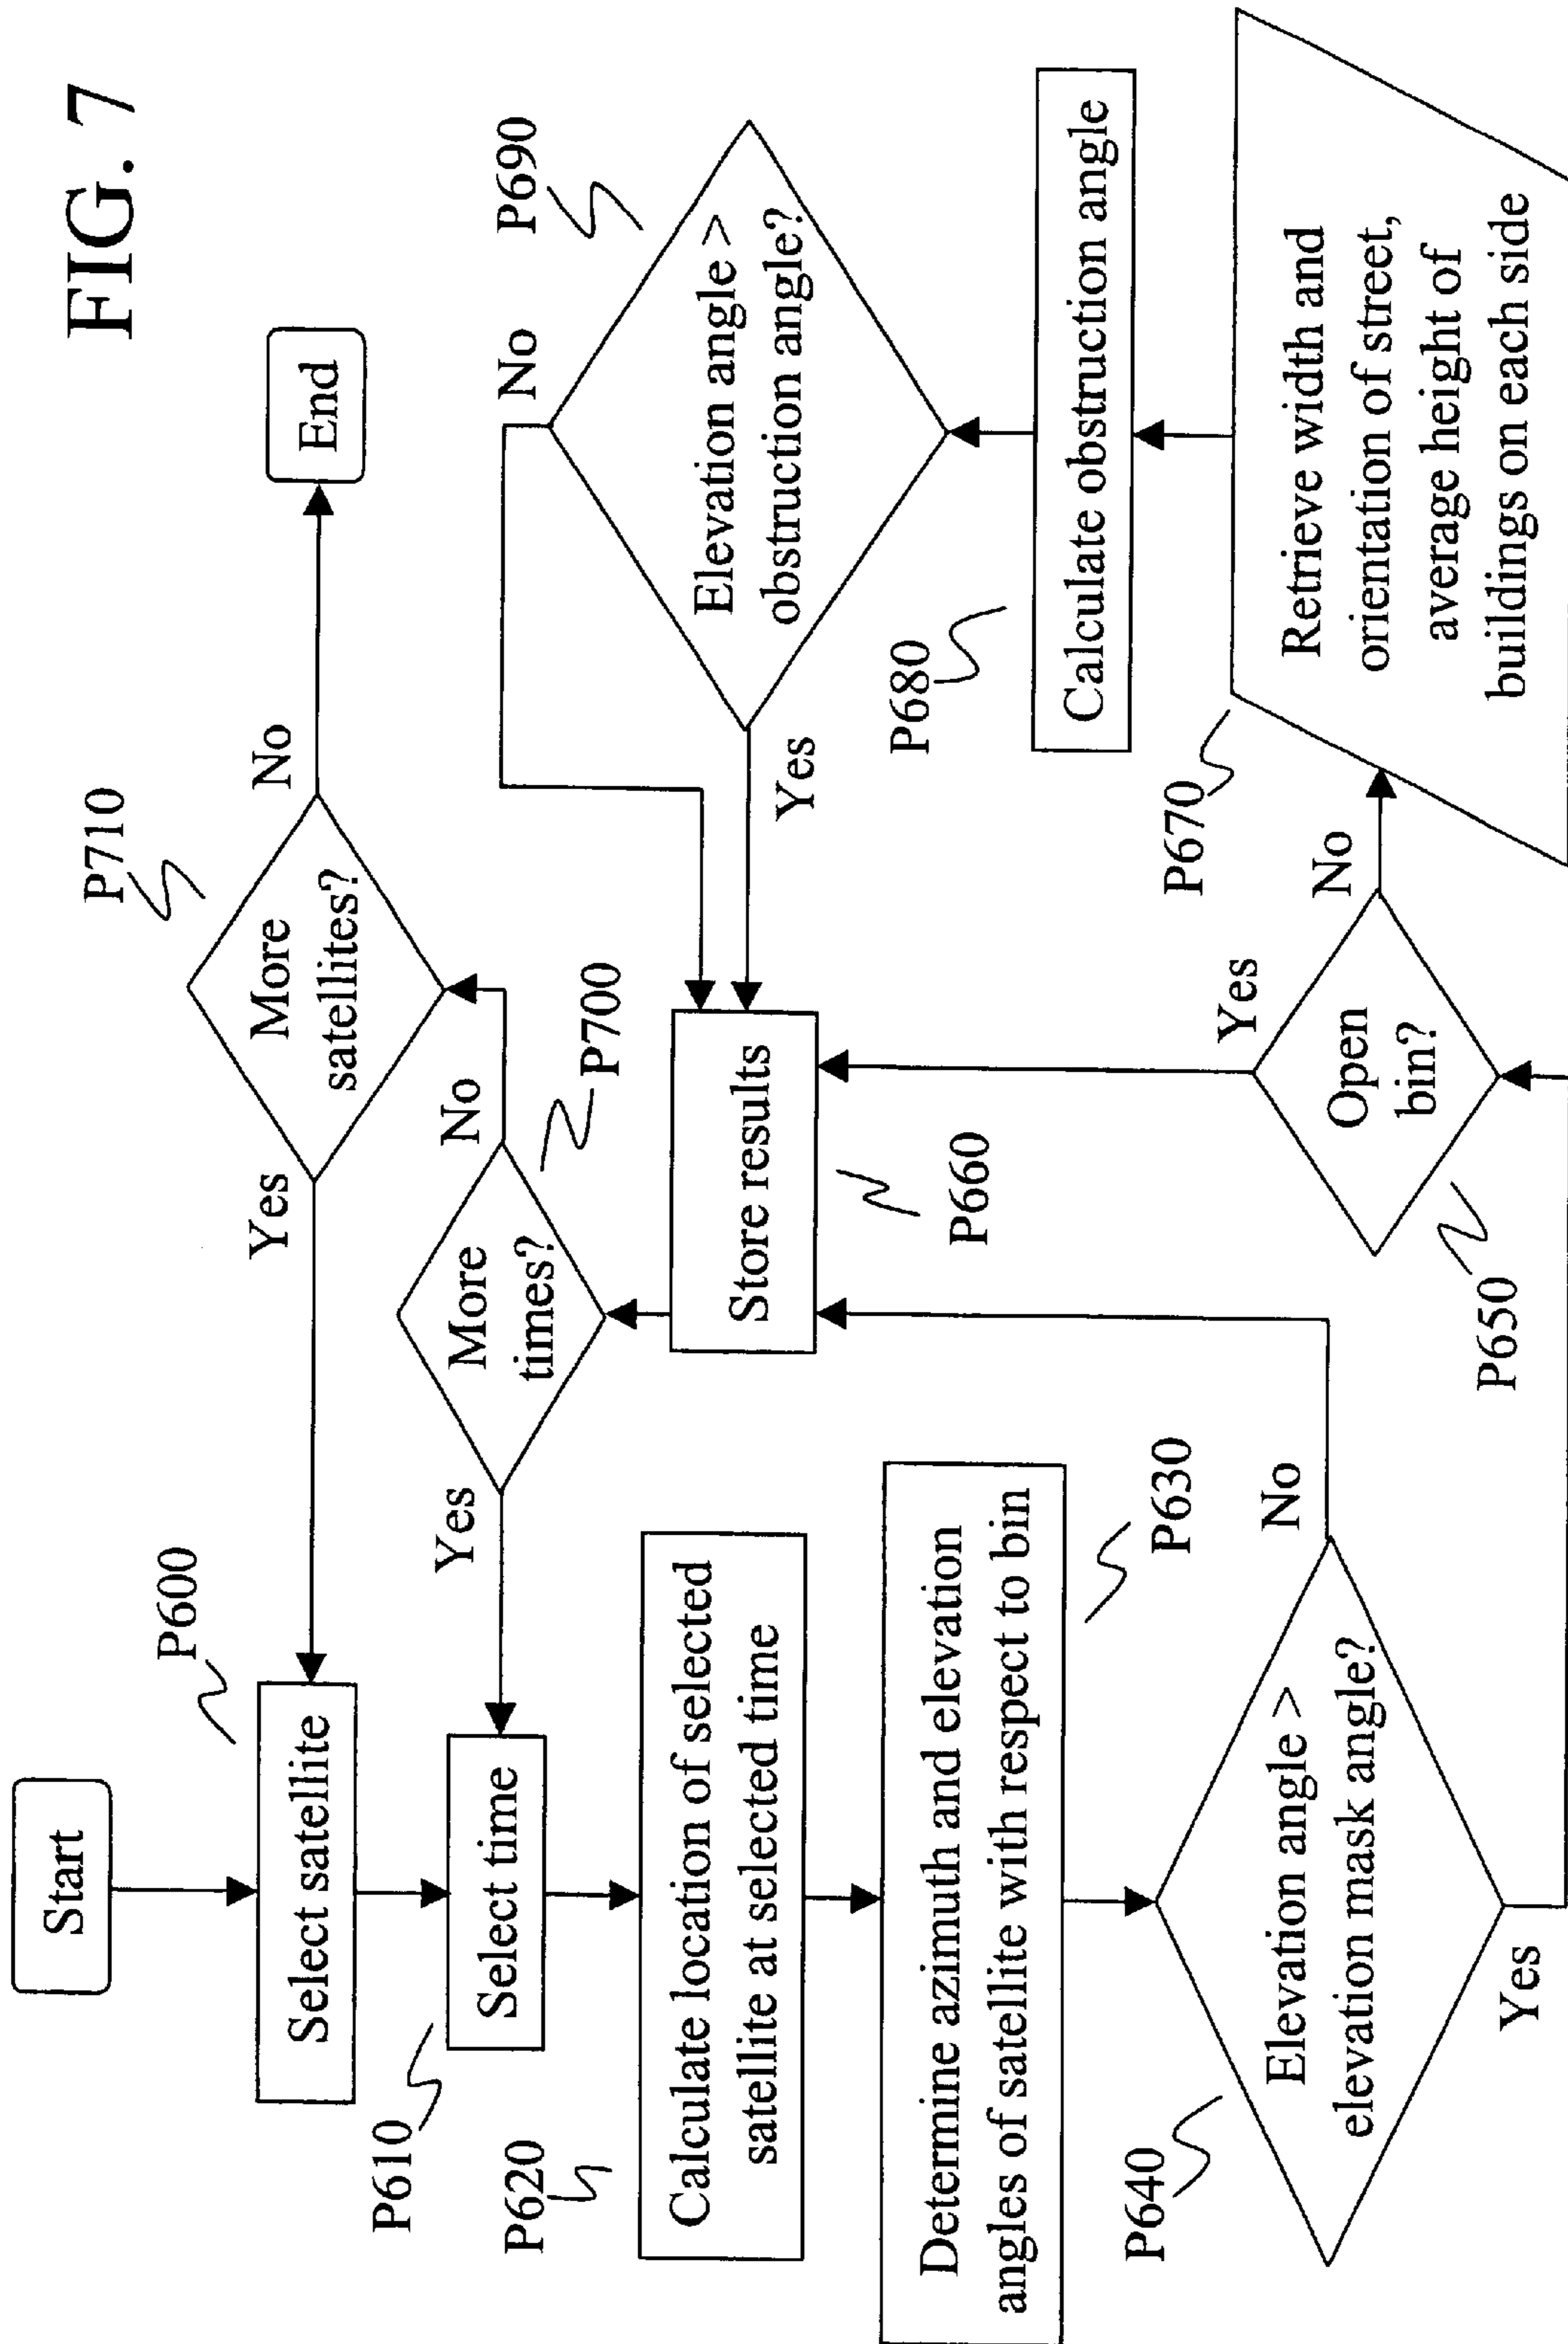 FIG. 7
Start
P600
Select satellite
P610
Select time
P620
Calculate location of selected
satellite at selected time
Determine azimuth and elevation
angles of satellite with respect to bin
P630
P640
Elevation angle >
elevation mask angle?
No
Yes
P650
Open
bin?
Yes
No
P660
Store results
P670
Retrieve width and
orientation of street,
average height of
buildings on each side
P680
Calculate obstruction angle
P690
Elevation angle >
obstruction angle?
No
Yes
P700
More
times?
Yes
No
P710
More
satellites?
Yes
No
End